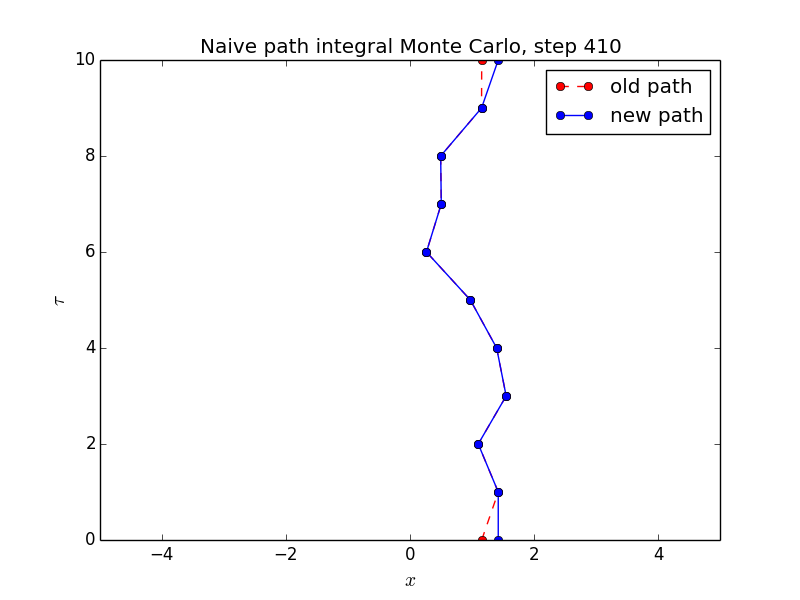 Naive path integral Monte Carlo, step 410
10
old path
new path
8
6
τ
4
2
0
−4 −2 0 2 4
x